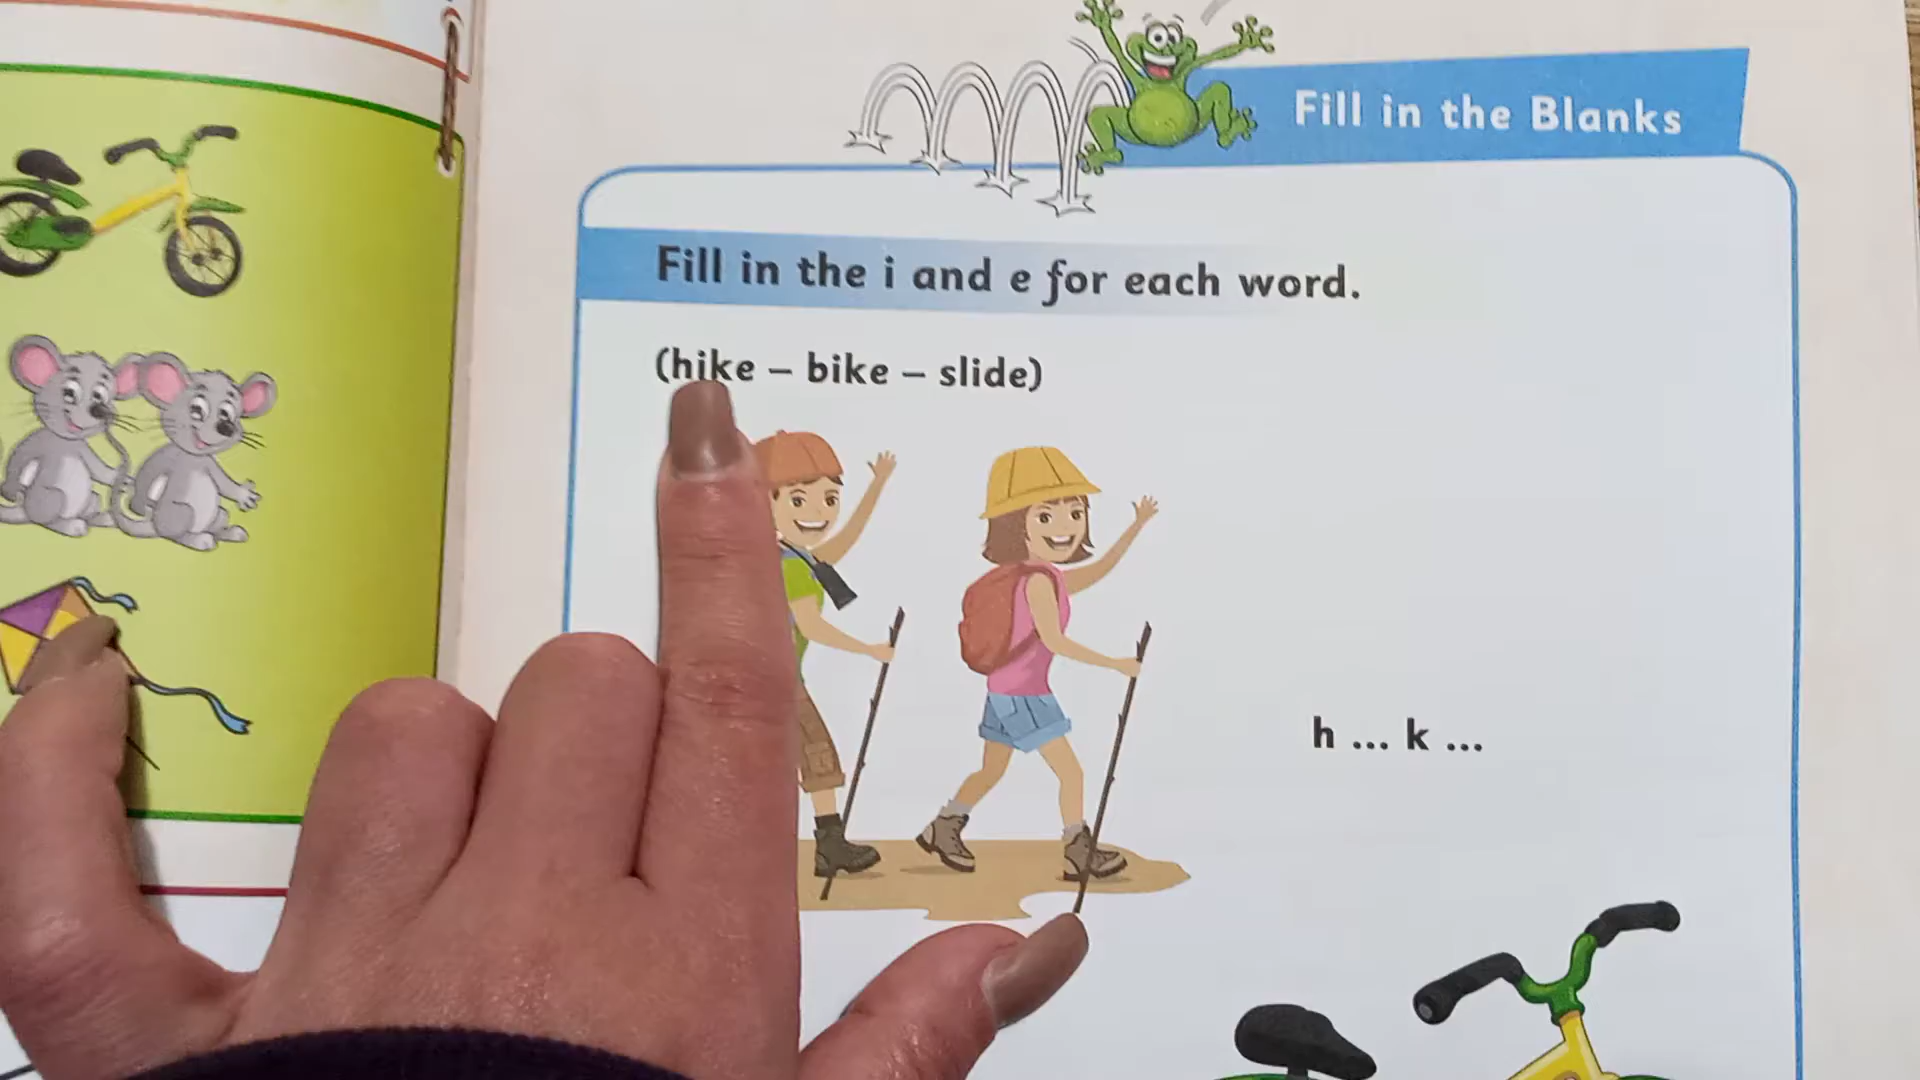 Fill in the Blanks
Fill in the i and e for each word.
(hike – bike – slide)
h ... k ...